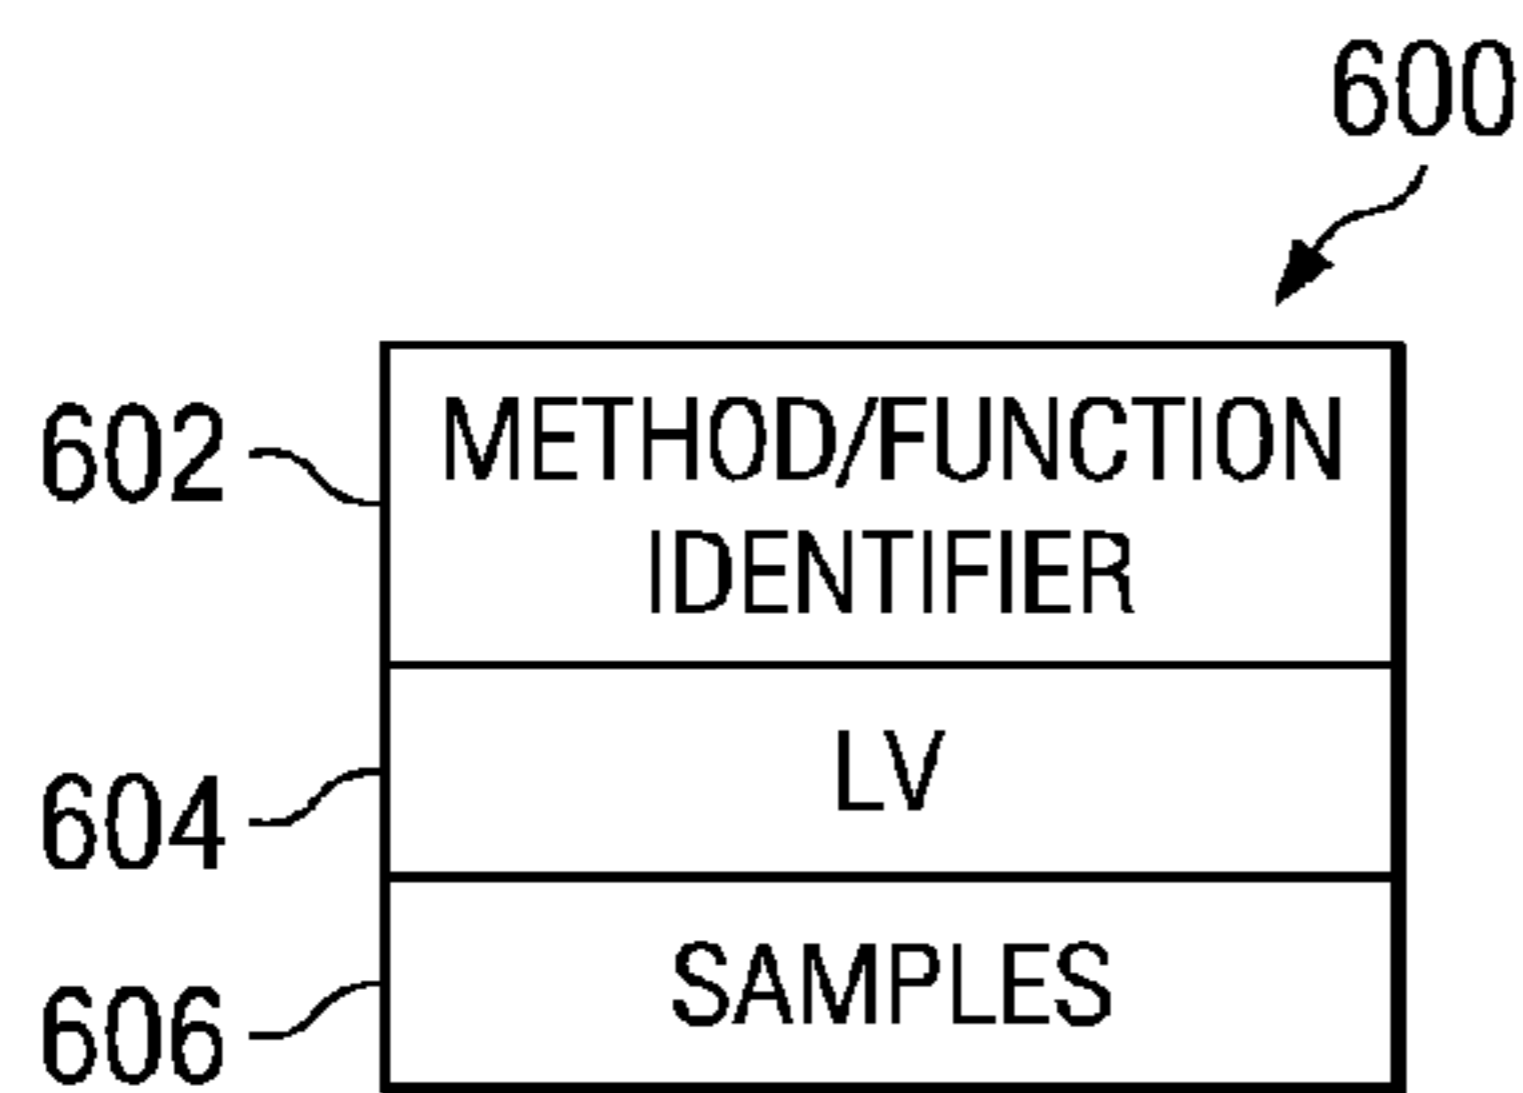 600
602
METHOD/FUNCTION
IDENTIFIER
604
LV
606
SAMPLES